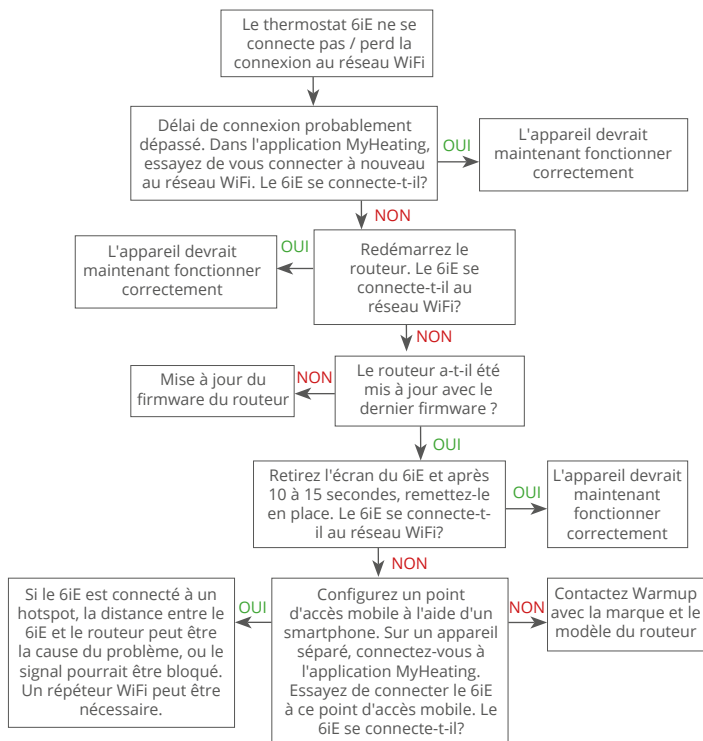 Le thermostat 6iE ne se
connecte pas / perd la
connexion au réseau WiFi
Délai de connexion probablement
dépassé. Dans l'application MyHeating,
essayez de vous connecter à nouveau
au réseau WiFi. Le 6iE se connecte-t-il?
OUI
L'appareil devrait
maintenant fonctionner
correctement
NON
Redémarrez le
routeur. Le 6iE se
connecte-t-il au
réseau WiFi?
OUI
L'appareil devrait
maintenant fonctionner
correctement
NON
Le routeur a-t-il été
mis à jour avec le
dernier firmware ?
NON
Mise à jour du
firmware du routeur
OUI
Retirez l'écran du 6iE et après
10 à 15 secondes, remettez-le
en place. Le 6iE se connecte-t-
il au réseau WiFi?
OUI
L'appareil devrait
maintenant
fonctionner
correctement
NON
Configurez un point
d'accès mobile à l'aide d'un
smartphone. Sur un appareil
séparé, connectez-vous à
l'application MyHeating.
Essayez de connecter le 6iE
à ce point d'accès mobile. Le
6iE se connecte-t-il?
OUI
Si le 6iE est connecté à un
hotspot, la distance entre le
6iE et le routeur peut être
la cause du problème, ou le
signal pourrait être bloqué.
Un répéteur WiFi peut être
nécessaire.
NON
Contactez Warmup
avec la marque et le
modèle du routeur